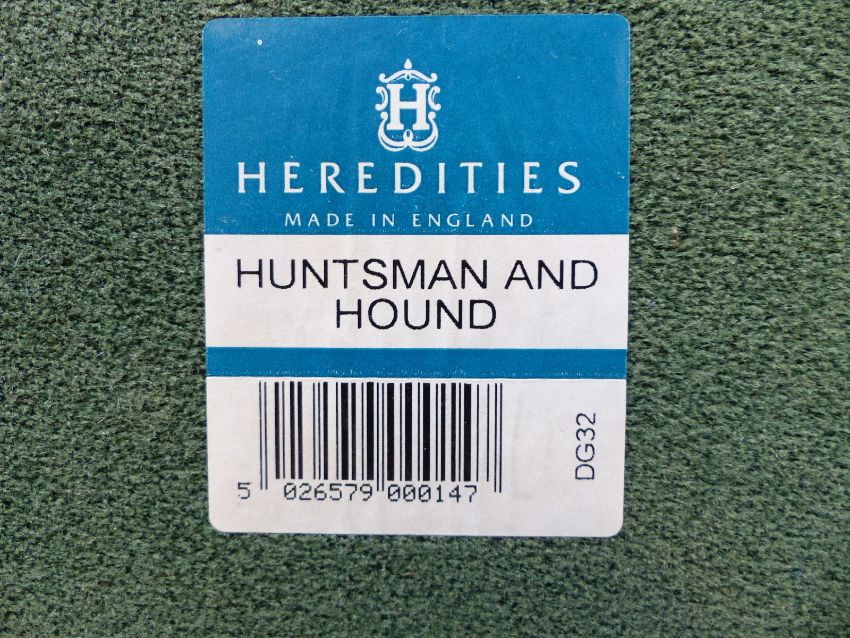 H
HEREDITIES
MADE IN ENGLAND
HUNTSMAN AND
HOUND
DG32
5 026579 000147